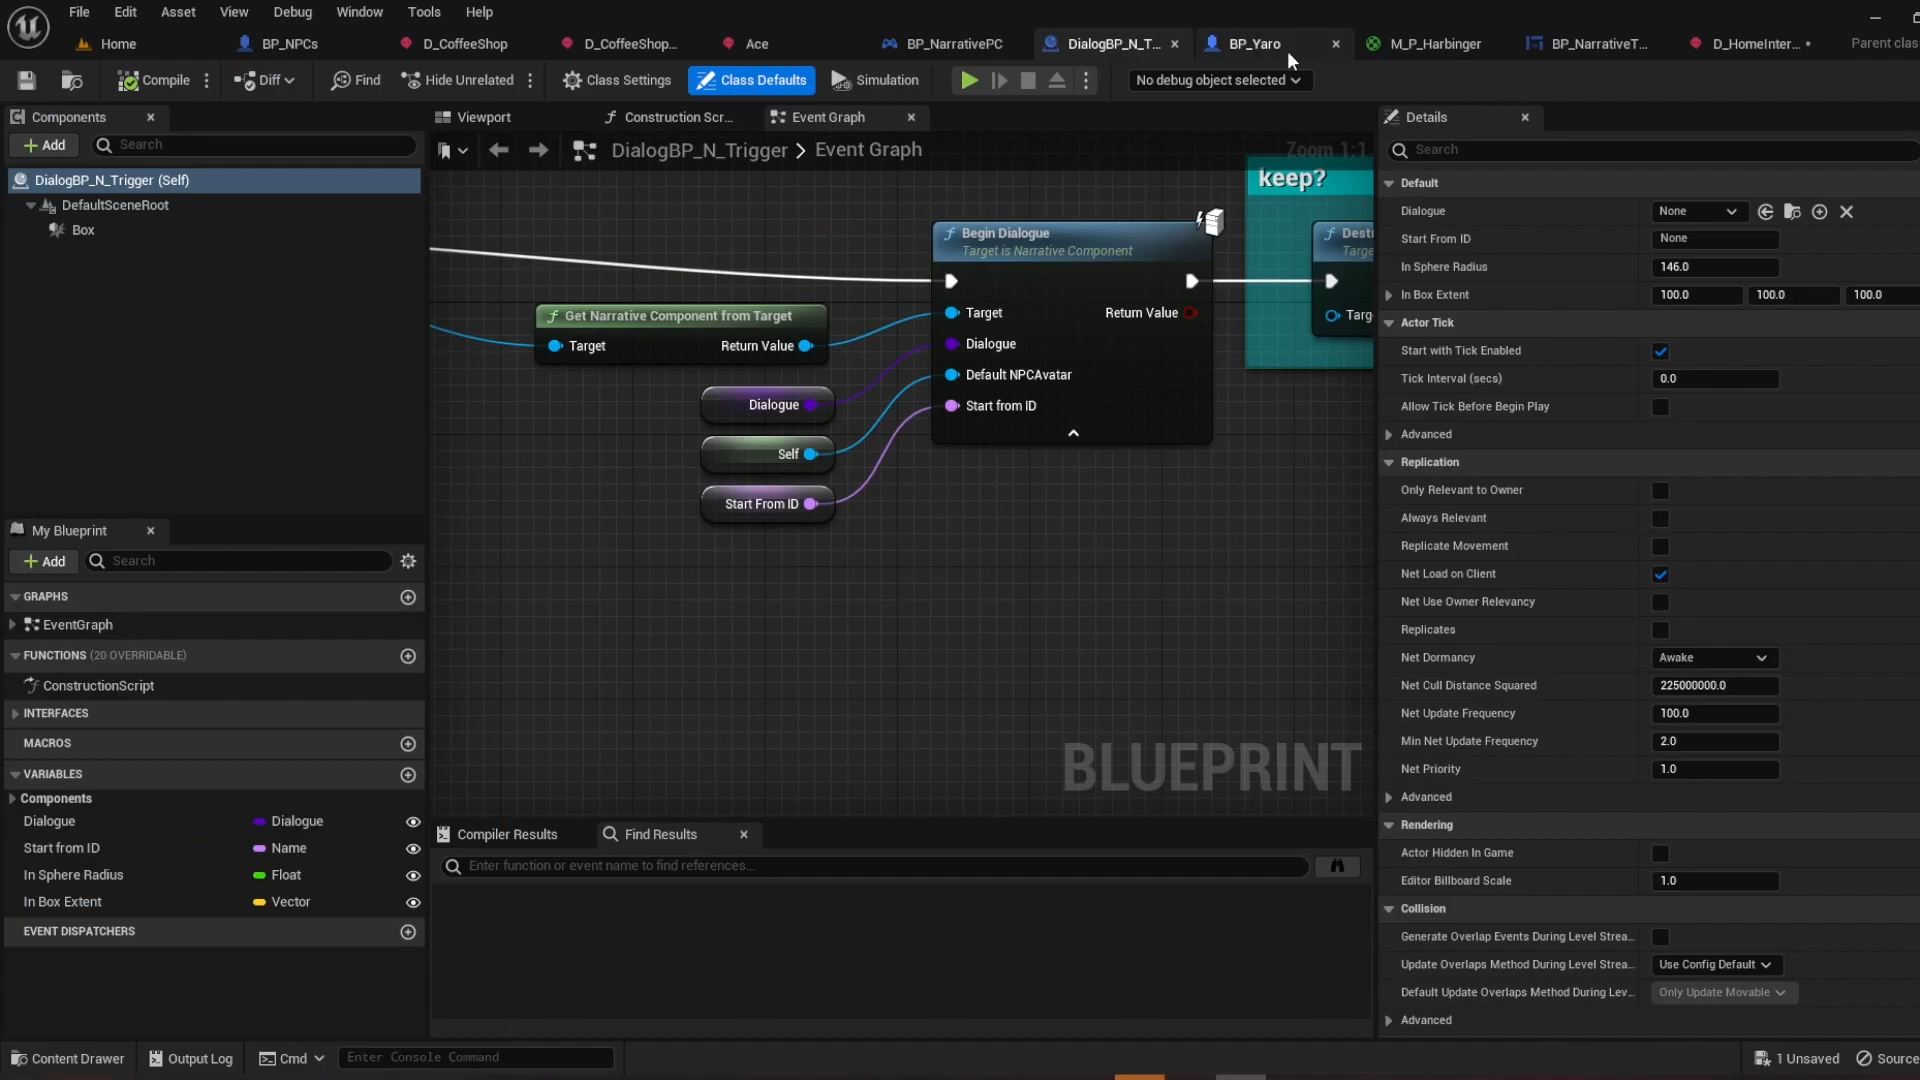 File Edit Asset View Debug Window Tools Help
Home BP_NPCs D_CoffeeShop D_CoffeeShop... Ace BP_NarrativePC DialogBP_N_T... BP_Yaro M_P_Harbinger BP_NarrativeT... D_HomeInter... • Parent clas
Compile Diff Find Hide Unrelated Class Settings Class Defaults Simulation No debug object selected
Components
Add Search
DialogBP_N_Trigger (Self)
DefaultSceneRoot
Box
My Blueprint
Add Search
GRAPHS
EventGraph
FUNCTIONS (20 OVERRIDABLE)
ConstructionScript
INTERFACES
MACROS
VARIABLES
Components
Dialogue Dialogue
Start from ID Name
In Sphere Radius Float
In Box Extent Vector
EVENT DISPATCHERS
Viewport Construction Scr... Event Graph
DialogBP_N_Trigger > Event Graph
Zoom 1:1
keep?
Begin Dialogue
Target is Narrative Component
Target Return Value
Dialogue
Default NPCAvatar
Start from ID
Get Narrative Component from Target
Target Return Value
Dialogue
Self
Start From ID
Destr
Targe
Targ
BLUEPRINT
Compiler Results Find Results
Enter function or event name to find references...
Details
Search
Default
Dialogue None
Start From ID None
In Sphere Radius 146.0
In Box Extent 100.0 100.0 100.0
Actor Tick
Start with Tick Enabled
Tick Interval (secs) 0.0
Allow Tick Before Begin Play
Advanced
Replication
Only Relevant to Owner
Always Relevant
Replicate Movement
Net Load on Client
Net Use Owner Relevancy
Replicates
Net Dormancy Awake
Net Cull Distance Squared 225000000.0
Net Update Frequency 100.0
Min Net Update Frequency 2.0
Net Priority 1.0
Advanced
Rendering
Actor Hidden In Game
Editor Billboard Scale 1.0
Collision
Generate Overlap Events During Level Strea...
Update Overlaps Method During Level Strea... Use Config Default
Default Update Overlaps Method During Lev... Only Update Movable
Advanced
Content Drawer Output Log Cmd Enter Console Command 1 Unsaved Source